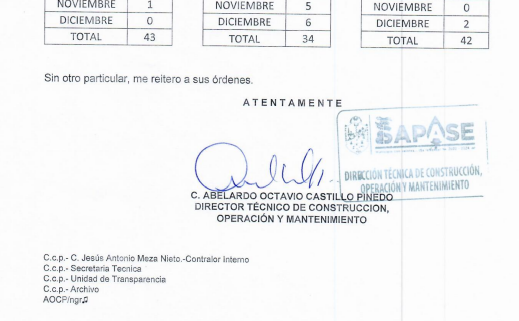 NOVIEMBRE 1 NOVIEMBRE 5 NOVIEMBRE 0
DICIEMBRE 0 DICIEMBRE 6 DICIEMBRE 2
TOTAL 43 TOTAL 34 TOTAL 42
Sin otro particular, me reitero a sus órdenes.
ATENTAMENTE
SAPASE
DIRECCIÓN TÉCNICA DE CONSTRUCCIÓN,
OPERACIÓN Y MANTENIMIENTO
C. ABELARDO OCTAVIO CASTILLO PINEDO
DIRECTOR TÉCNICO DE CONSTRUCCION,
OPERACIÓN Y MANTENIMIENTO
C.c.p.- C. Jesús Antonio Meza Nieto.-Contralor Interno
C.c.p.- Secretaria Tecnica
C.c.p.- Unidad de Transparencia
C.c.p.- Archivo
AOCP/ngr